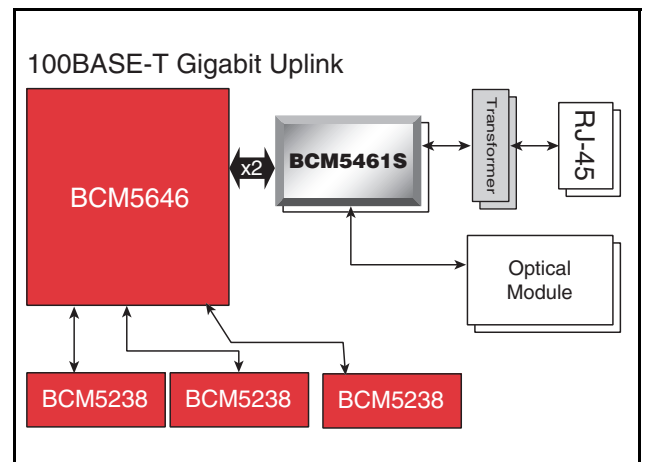 100BASE-T Gigabit Uplink
BCM5646
x2
BCM5461S
Transformer
RJ-45
Optical
Module
BCM5238
BCM5238
BCM5238